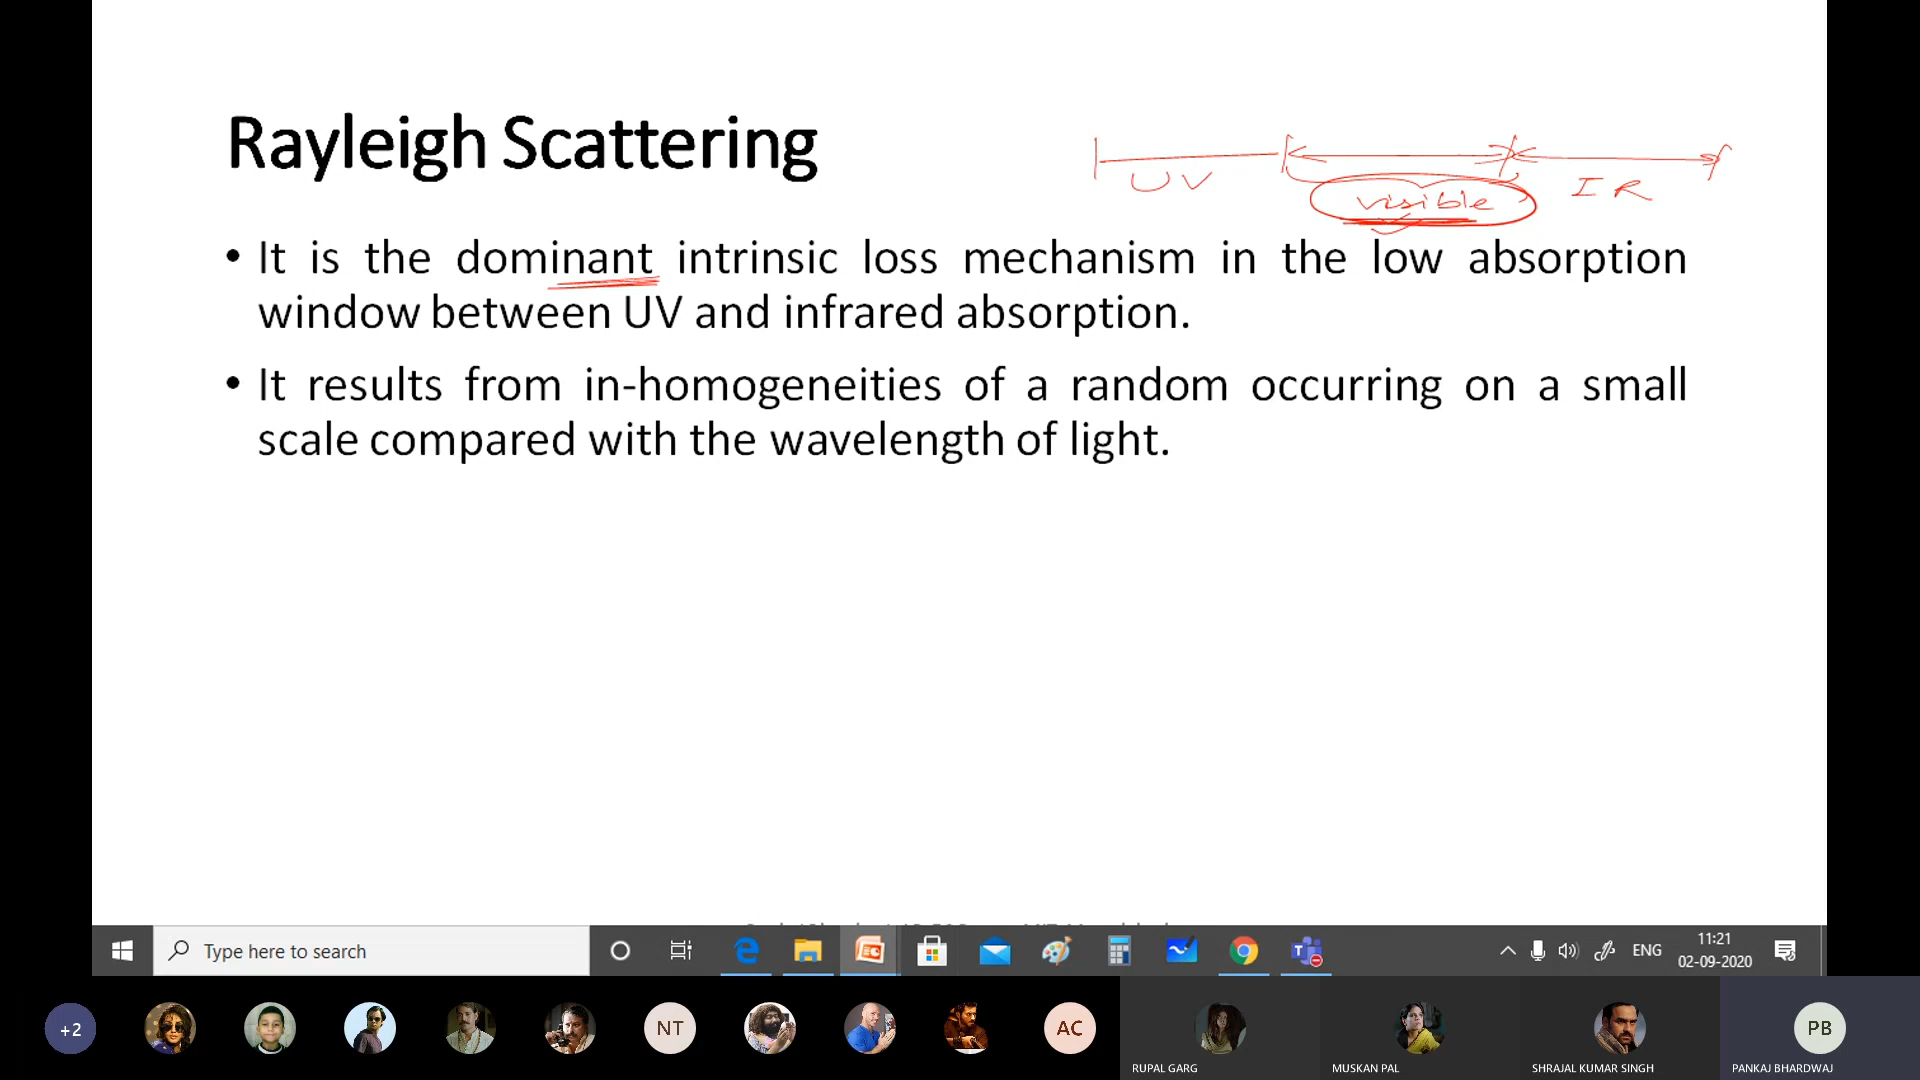 Rayleigh Scattering
UV
visible
IR
• It is the dominant intrinsic loss mechanism in the low absorption
window between UV and infrared absorption.
• It results from in-homogeneities of a random occurring on a small
scale compared with the wavelength of light.
Type here to search
ENG
11:21
02-09-2020
+2
NT
AC
PB
RUPAL GARG
MUSKAN PAL
SHRAJAL KUMAR SINGH
PANKAJ BHARDWAJ